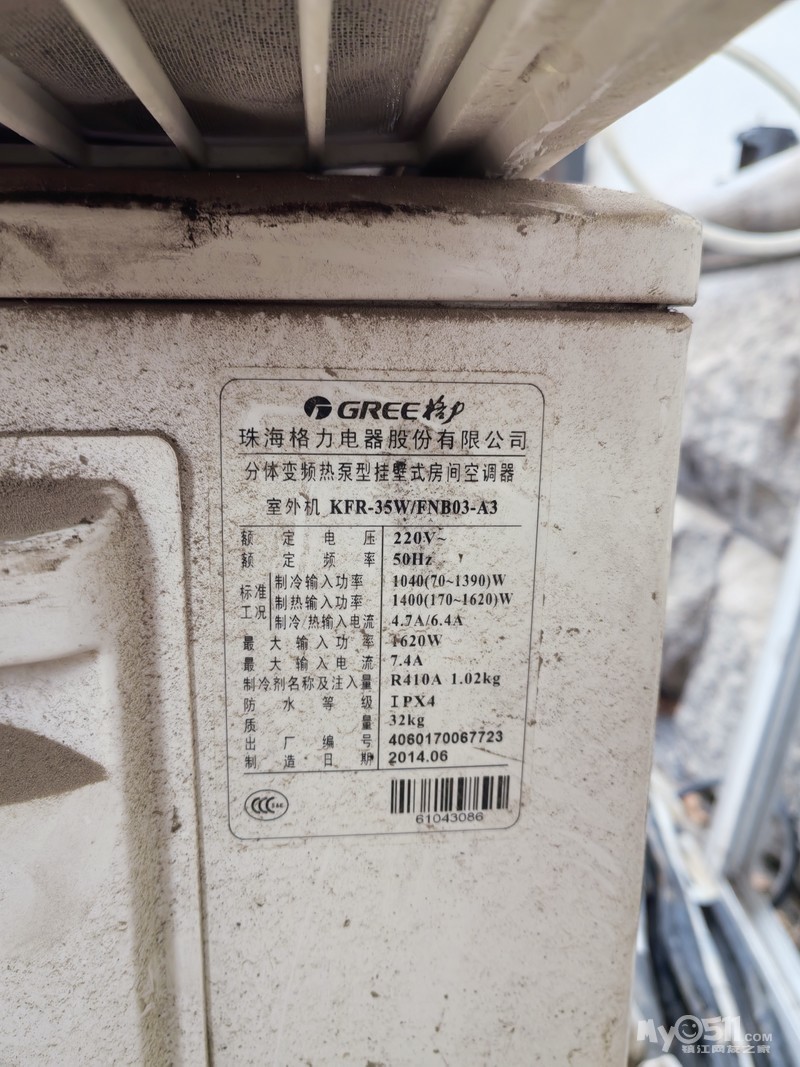 GREE 格力
珠海格力电器股份有限公司
分体变频热泵型挂壁式房间空调器
室外机 KFR-35W/FNB03-A3
额定电压 220V~
额定频率 50Hz
标准工况 制冷输入功率 1040(70~1390)W
制热输入功率 1400(170~1620)W
制冷/热输入电流 4.7A/6.4A
最大输入功率 1620W
最大输入电流 7.4A
制冷剂名称及注入量 R410A 1.02kg
防水等级 IPX4
质量 32kg
出厂编号 4060170067723
制造日期 2014.06
CCC
61043086
My0511.COM
镇江网友之家